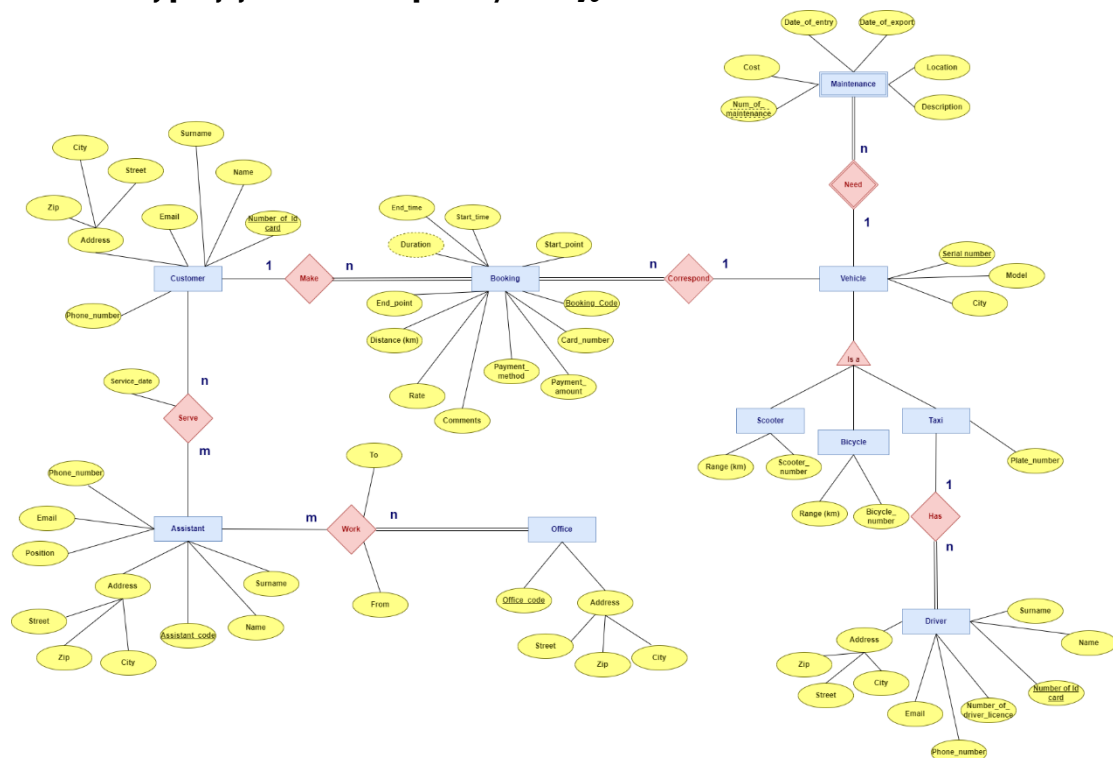 Date_of_entry
Date_of_export
Cost
Maintenance
Location
Num_of_
maintenance
Description
n
Need
1
City
Surname
Street
Name
Zip
Email
Number_of_Id
card
Address
End_time
Start_time
Duration
Start_point
Customer
1
Make
n
Booking
n
Correspond
1
Vehicle
Serial number
Model
City
Phone_number
End_point
Booking_Code
Distance (km)
Card_number
Payment_
method
Payment_
amount
Rate
Comments
Is a
Scooter
Bicycle
Taxi
Range (km)
Scooter_
number
Range (km)
Bicycle_
number
Plate_number
n
Service_date
Serve
m
To
Phone_number
Email
Position
Assistant
m
Work
n
Office
1
Has
n
From
Address
Surname
Street
Zip
City
Assistant_code
Name
Office_code
Address
Street
Zip
City
Driver
Surname
Name
Address
Zip
City
Street
Email
Number_of_
driver_licence
Number of Id
card
Phone_number